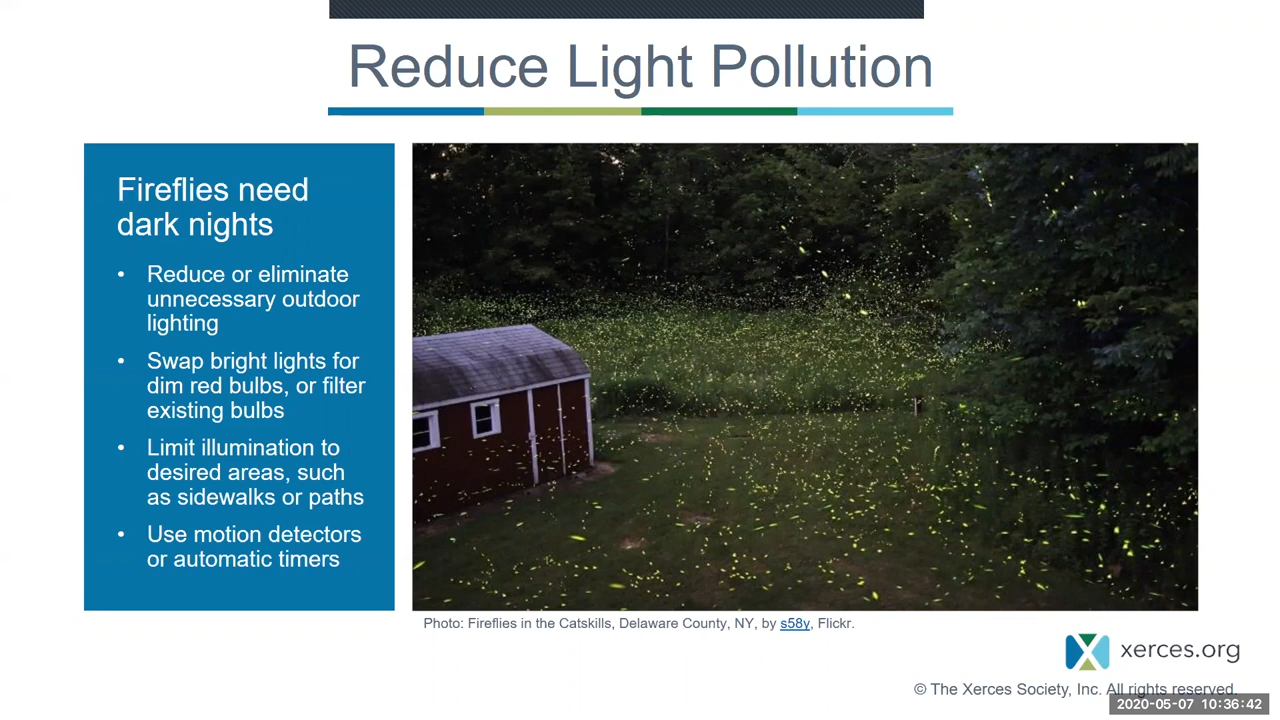 Reduce Light Pollution
Fireflies need
dark nights
• Reduce or eliminate
unnecessary outdoor
lighting
• Swap bright lights for
dim red bulbs, or filter
existing bulbs
• Limit illumination to
desired areas, such
as sidewalks or paths
• Use motion detectors
or automatic timers
Photo: Fireflies in the Catskills, Delaware County, NY, by s58y, Flickr.
xerces.org
© The Xerces Society, Inc. All rights reserved.
2020-05-07 10:36:42